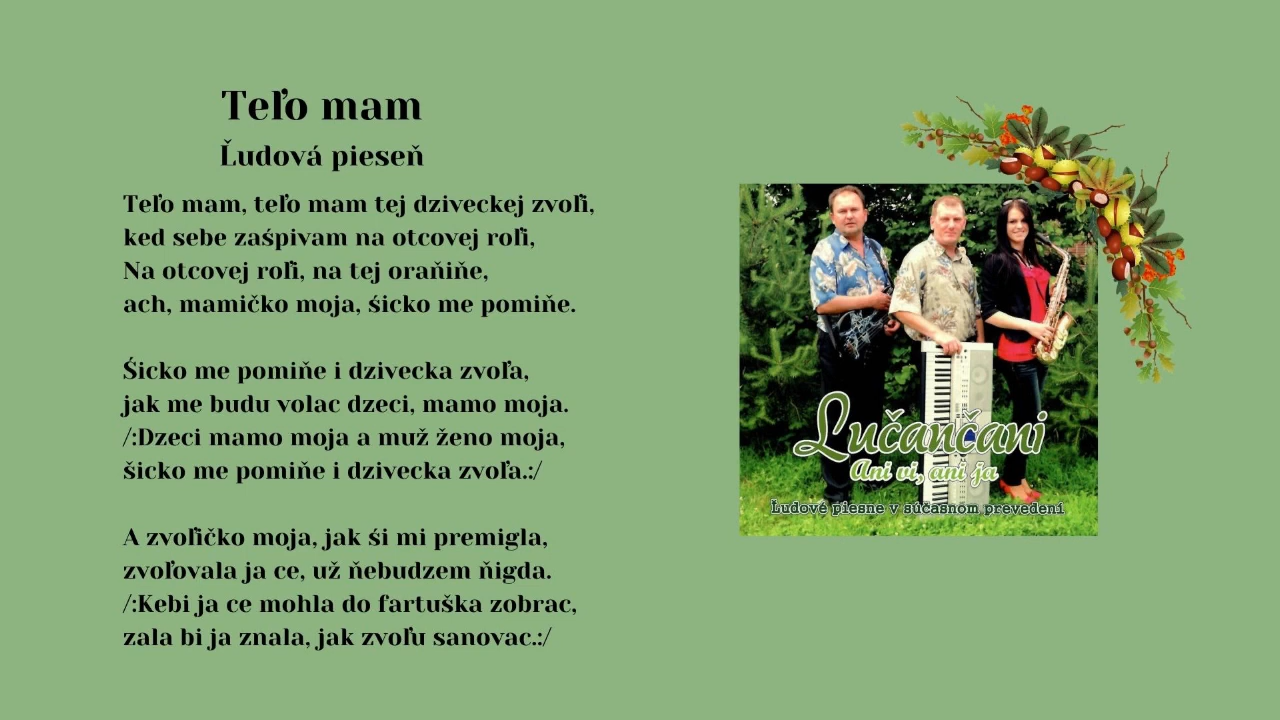 Teľo mam
Ľudová pieseň
Teľo mam, teľo mam tej dziveckej zvoľi,
ked sebe zaśpivam na otcovej roľi,
Na otcovej roľi, na tej oraňiňe,
ach, mamičko moja, śicko me pomiňe.
Śicko me pomiňe i dzivecka zvoľa,
jak me budu volac dzeci, mamo moja.
/:Dzeci mamo moja a muž ženo moja,
šicko me pomiňe i dzivecka zvoľa.:/
A zvoľičko moja, jak śi mi premigla,
zvoľovala ja ce, už ňebudzem ňigda.
/:Kebi ja ce mohla do fartuška zobrac,
zala bi ja znala, jak zvoľu sanovac.:/
Lučančani
Ani vi, ani ja
Ľudové piesne v súčasnom prevedení